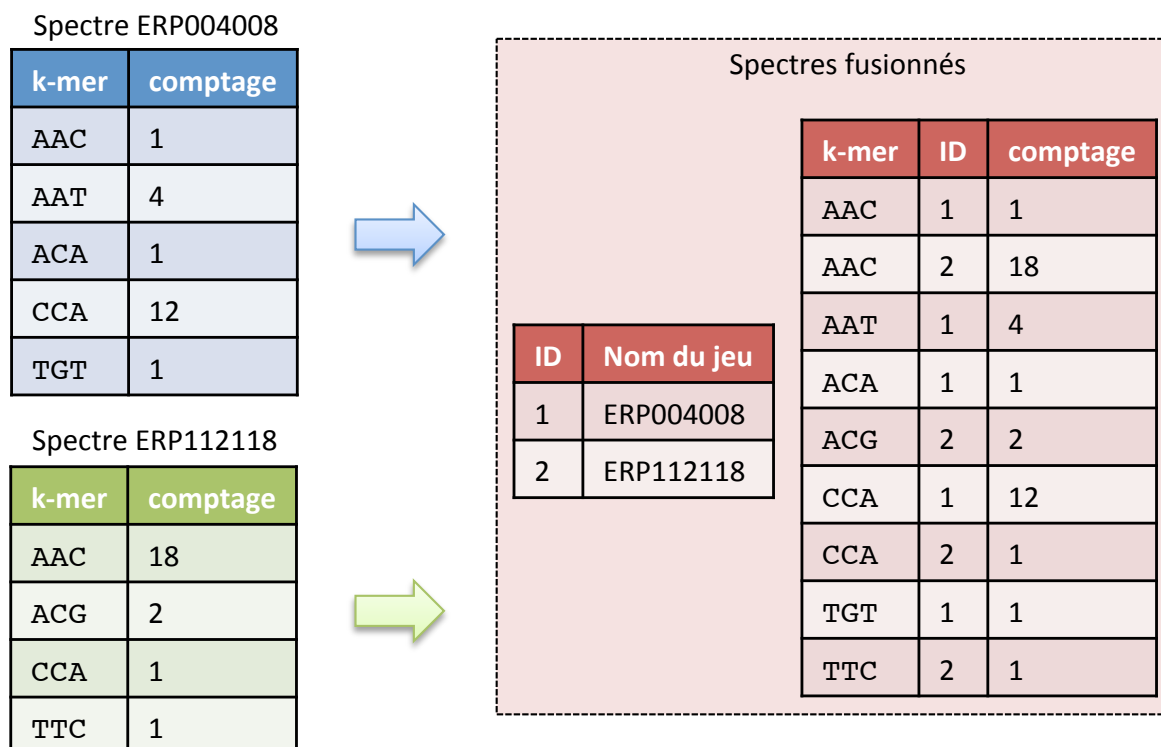 Spectre ERP004008
k-mer comptage
AAC 1
AAT 4
ACA 1
CCA 12
TGT 1
Spectre ERP112118
k-mer comptage
AAC 18
ACG 2
CCA 1
TTC 1
Spectres fusionnés
ID Nom du jeu
1 ERP004008
2 ERP112118
k-mer ID comptage
AAC 1 1
AAC 2 18
AAT 1 4
ACA 1 1
ACG 2 2
CCA 1 12
CCA 2 1
TGT 1 1
TTC 2 1